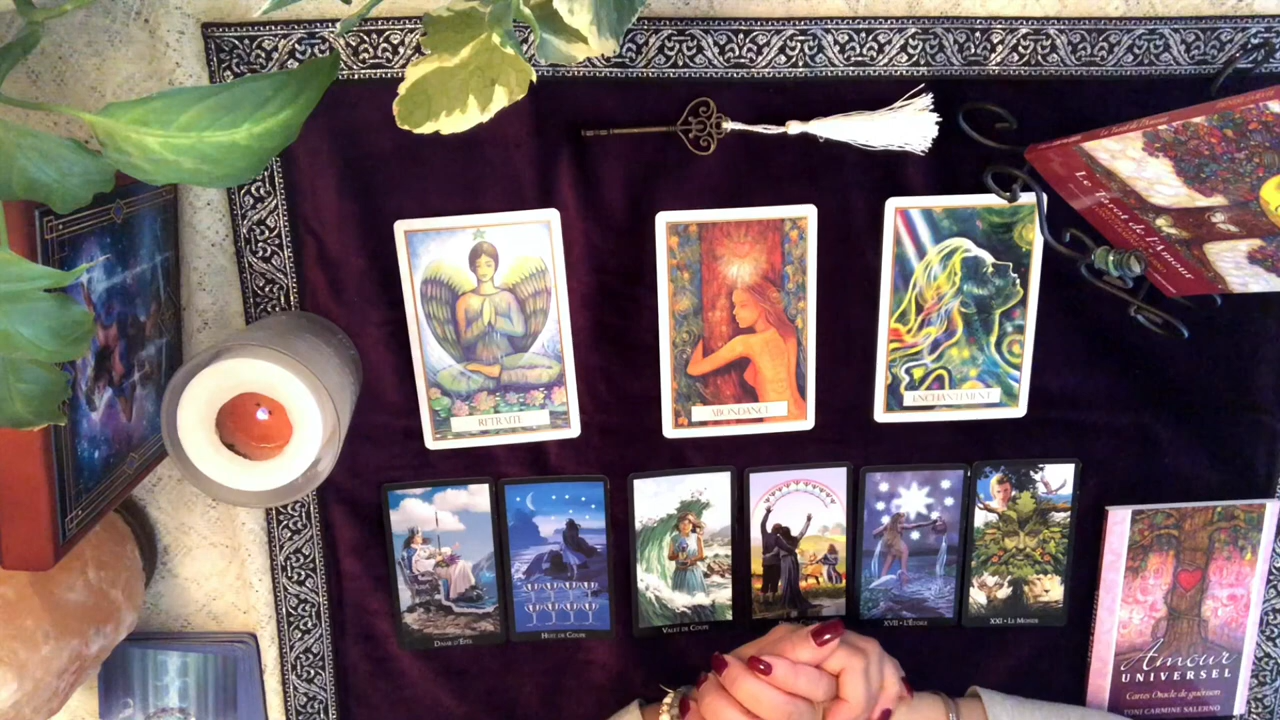 Le Tarot de l'Amour
RETRAITE
ABONDANCE
ENCHANTEMENT
DAME D'ÉPÉE
HUIT DE COUPE
VALET DE COUPE
XVII • L'ÉTOILE
XXI • LE MONDE
Amour
UNIVERSEL
Cartes Oracle de guérison
TONI CARMINE SALERNO